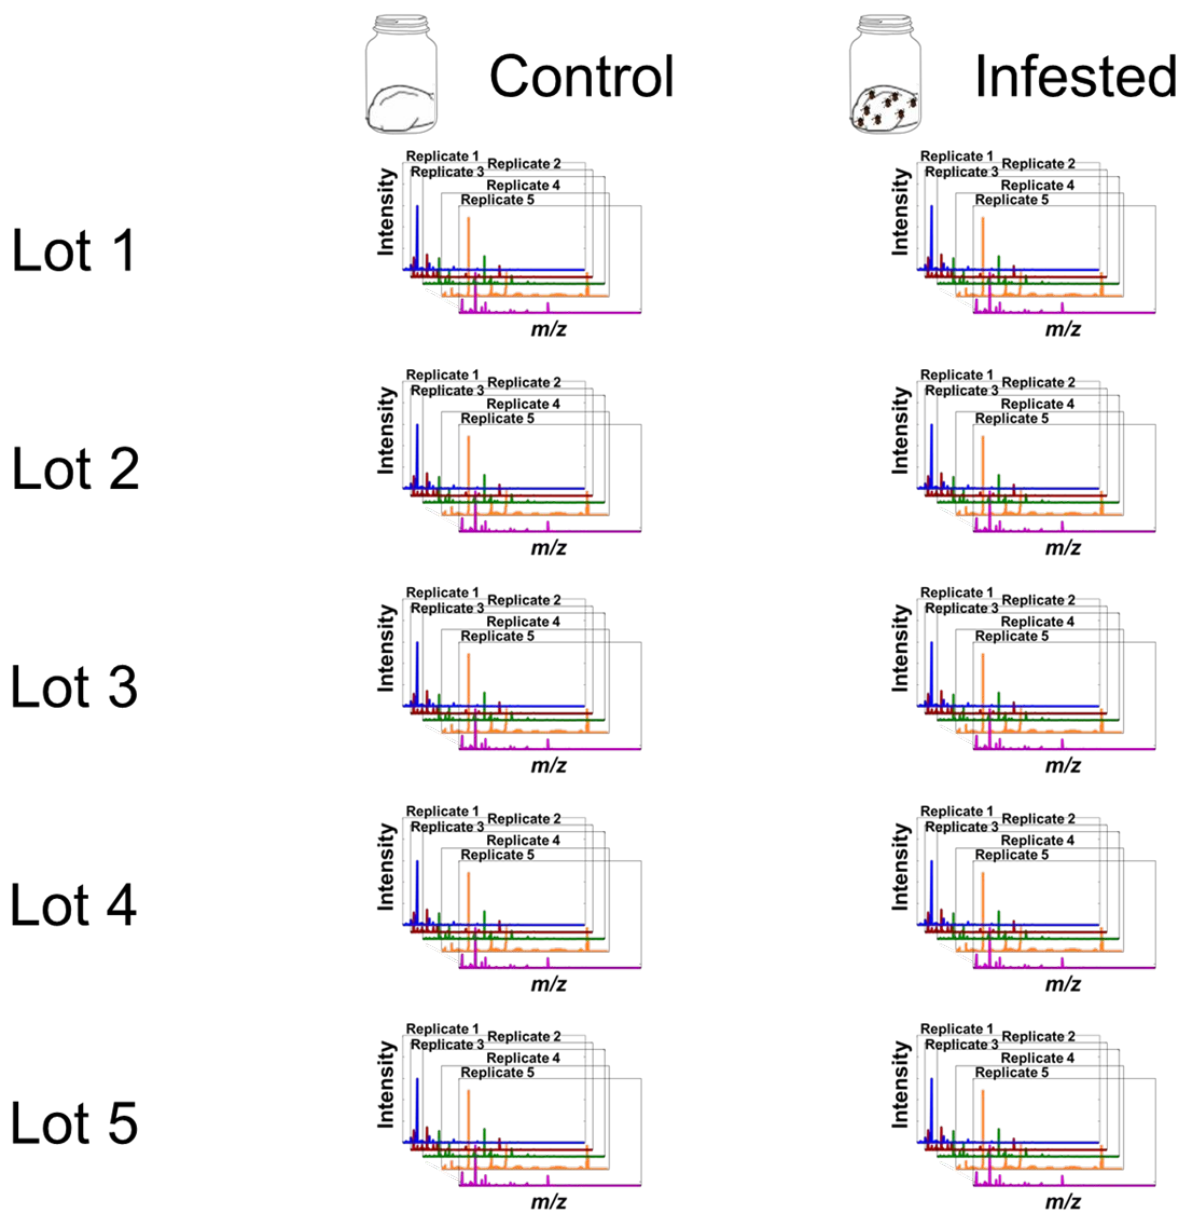 Control
Infested
Lot 1
Intensity
Replicate 1
Replicate 2
Replicate 3
Replicate 4
Replicate 5
m/z
Intensity
Replicate 1
Replicate 2
Replicate 3
Replicate 4
Replicate 5
m/z
Lot 2
Intensity
Replicate 1
Replicate 2
Replicate 3
Replicate 4
Replicate 5
m/z
Intensity
Replicate 1
Replicate 2
Replicate 3
Replicate 4
Replicate 5
m/z
Lot 3
Intensity
Replicate 1
Replicate 2
Replicate 3
Replicate 4
Replicate 5
m/z
Intensity
Replicate 1
Replicate 2
Replicate 3
Replicate 4
Replicate 5
m/z
Lot 4
Intensity
Replicate 1
Replicate 2
Replicate 3
Replicate 4
Replicate 5
m/z
Intensity
Replicate 1
Replicate 2
Replicate 3
Replicate 4
Replicate 5
m/z
Lot 5
Intensity
Replicate 1
Replicate 2
Replicate 3
Replicate 4
Replicate 5
m/z
Intensity
Replicate 1
Replicate 2
Replicate 3
Replicate 4
Replicate 5
m/z